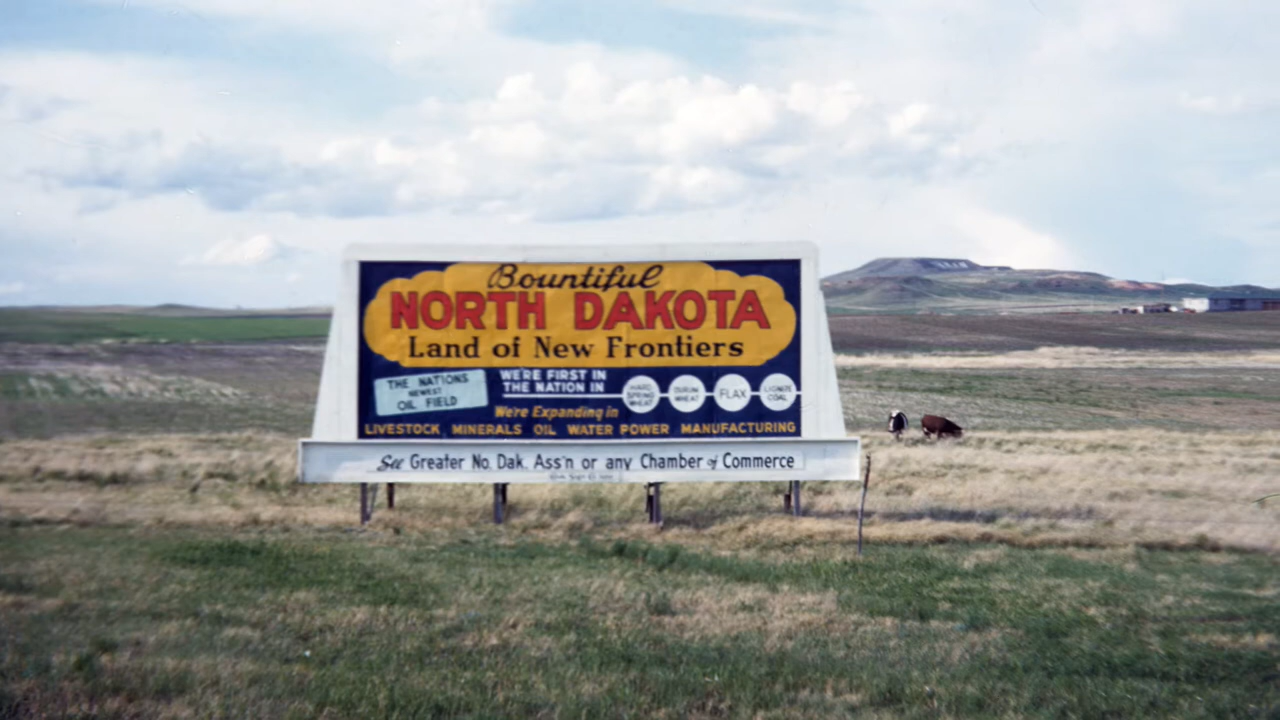 Bountiful
NORTH DAKOTA
Land of New Frontiers
THE NATIONS
NEWEST
OIL FIELD
WE'RE FIRST IN
THE NATION IN
HARD
SPRING
WHEAT
DURUM
WHEAT
FLAX
LIGNITE
COAL
We're Expanding in
LIVESTOCK MINERALS OIL WATER POWER MANUFACTURING
See Greater No. Dak. Ass'n or any Chamber of Commerce